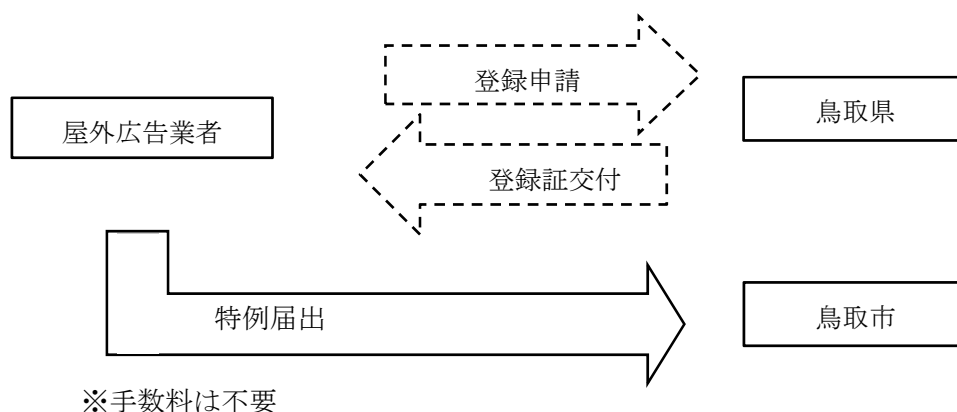 登録申請
鳥取県
屋外広告業者
登録証交付
特例届出
鳥取市
※手数料は不要